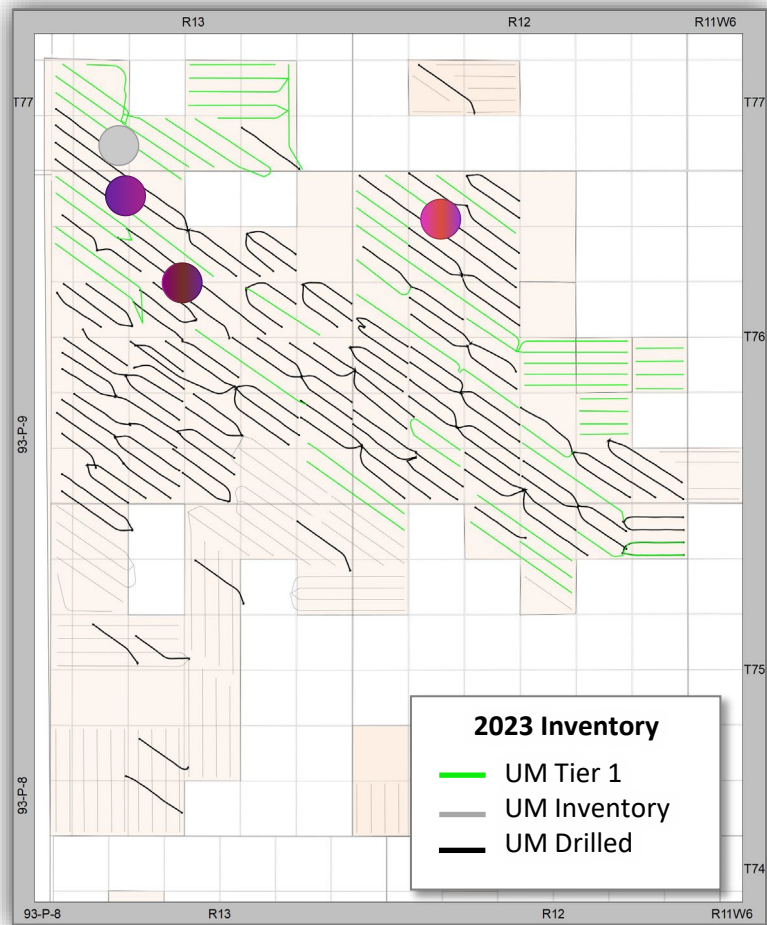 R13 R12 R11W6
T77 T77
T76
93-P-9
T75
2023 Inventory
UM Tier 1
93-P-8
UM Inventory
UM Drilled
T74
93-P-8 R13 R12 R11W6